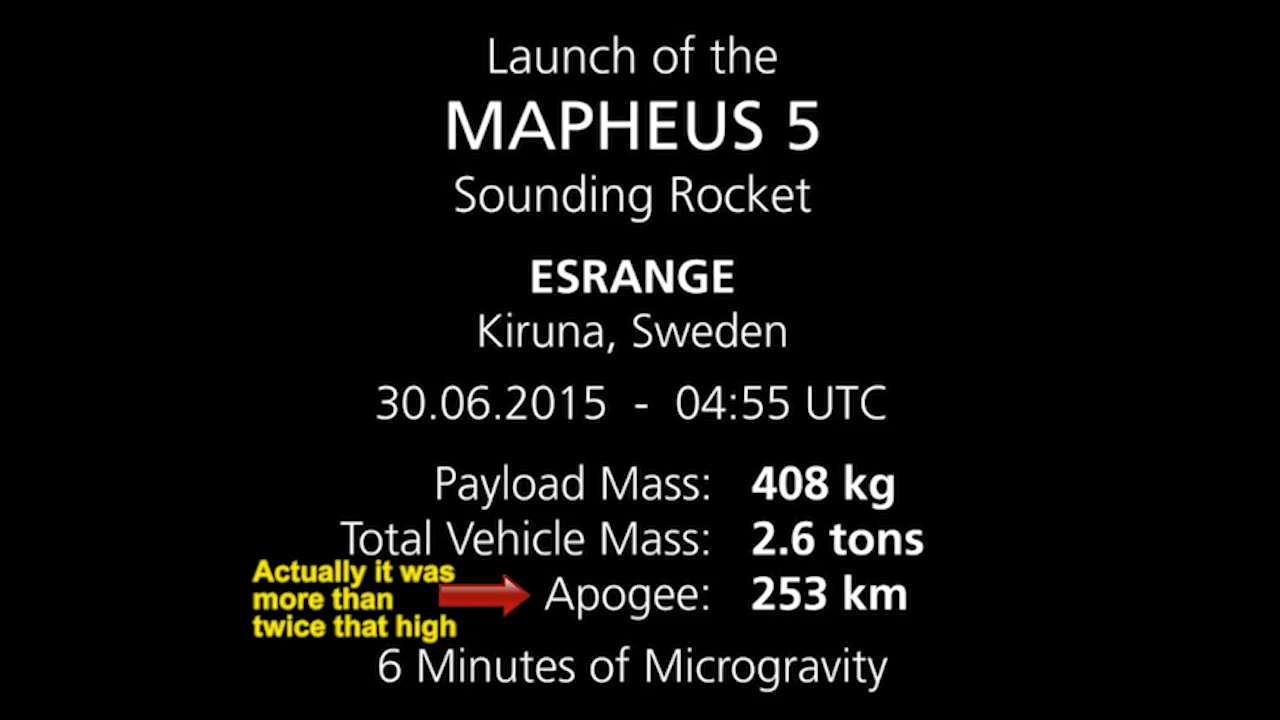 Launch of the
MAPHEUS 5
Sounding Rocket
ESRANGE
Kiruna, Sweden
30.06.2015 - 04:55 UTC
Payload Mass: 408 kg
Total Vehicle Mass: 2.6 tons
Actually it was
more than
twice that high
Apogee: 253 km
6 Minutes of Microgravity